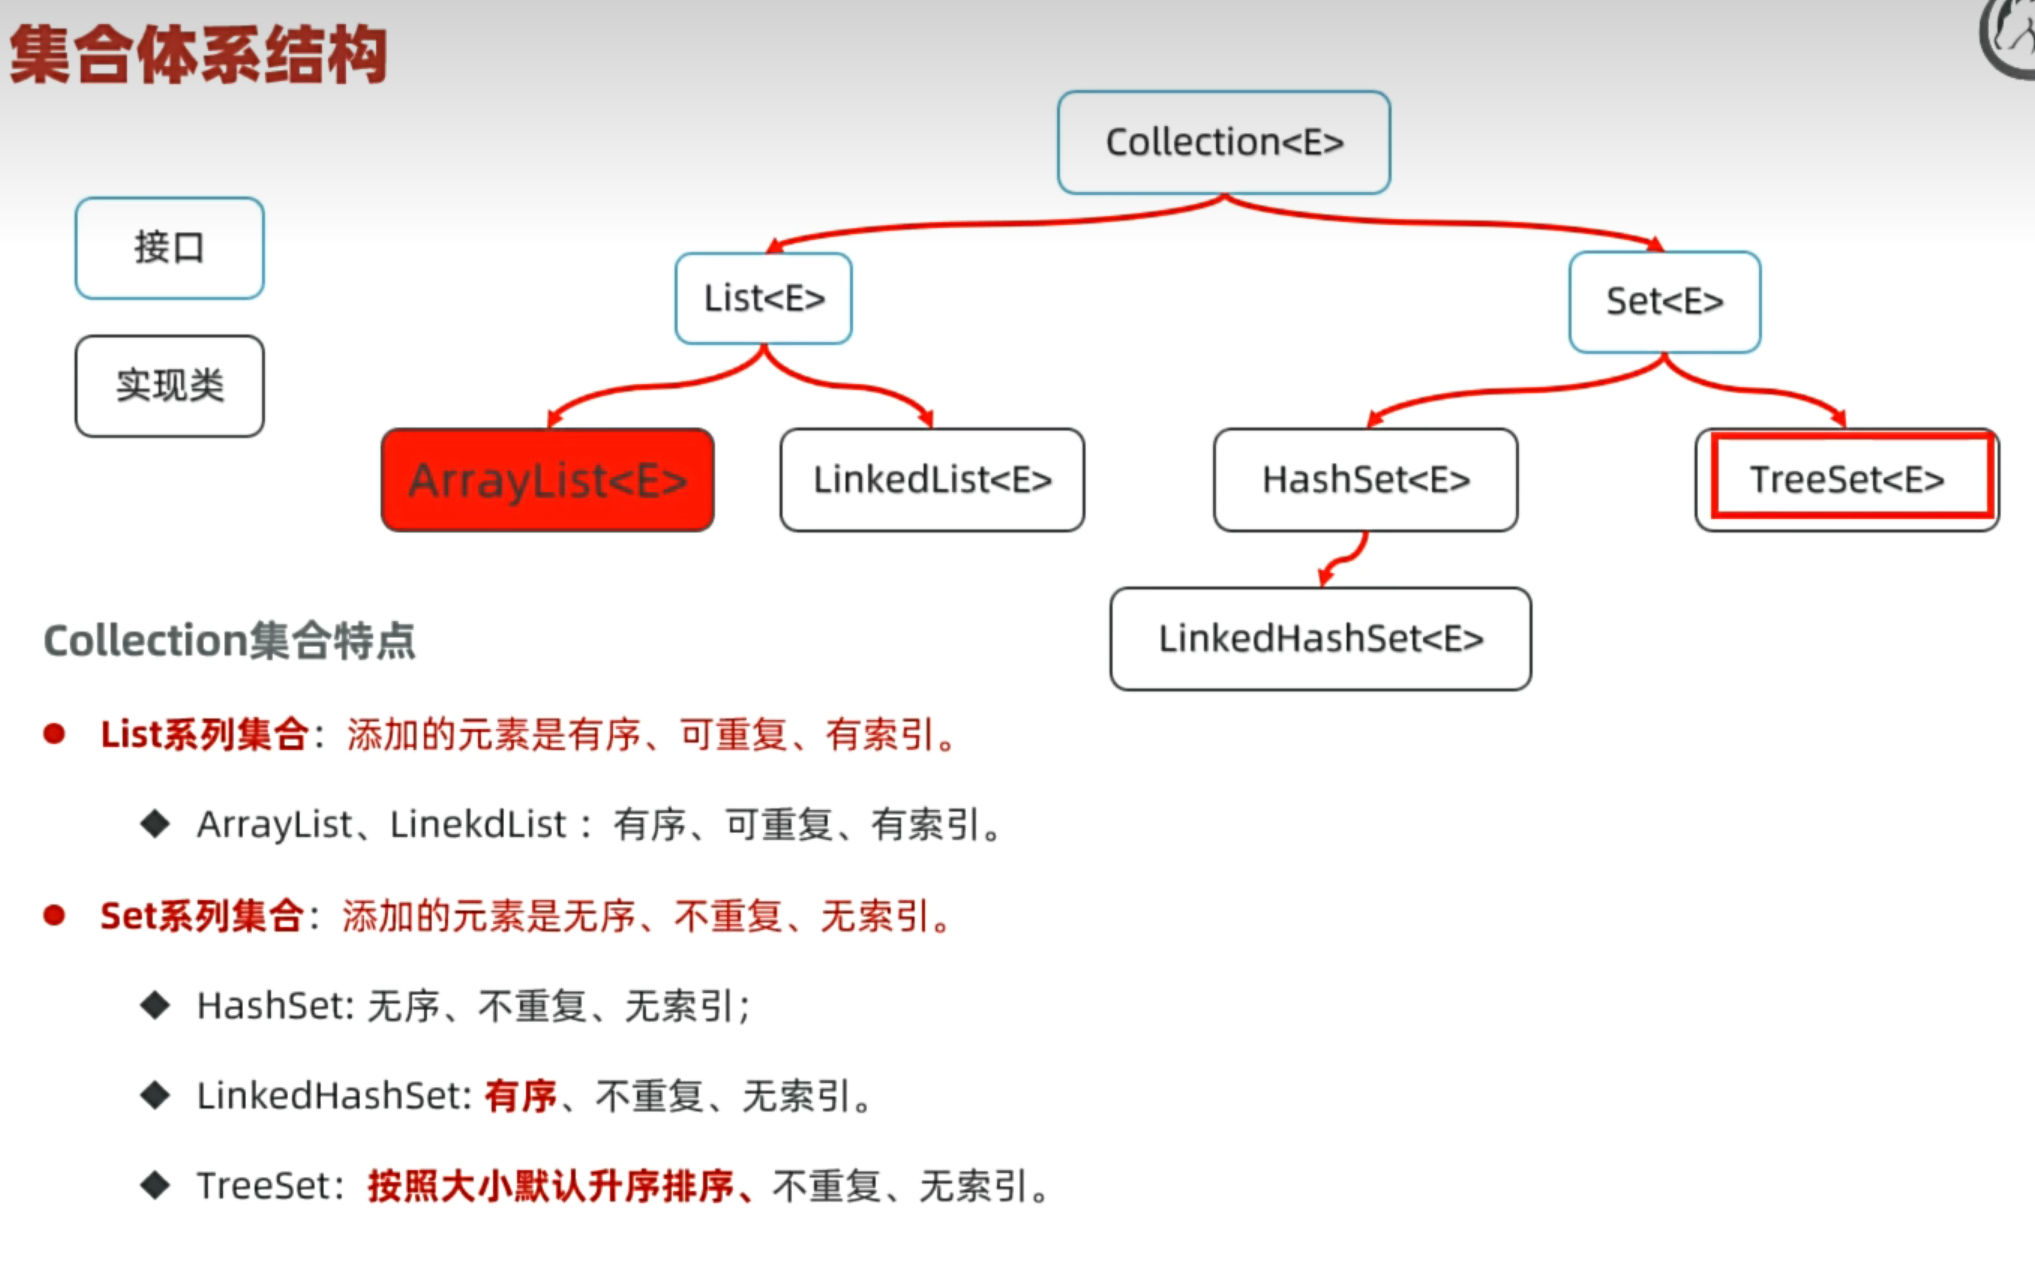 集合体系结构
Collection<E>
接口
List<E>
Set<E>
实现类
ArrayList<E>
LinkedList<E>
HashSet<E>
TreeSet<E>
LinkedHashSet<E>
Collection集合特点
● List系列集合：添加的元素是有序、可重复、有索引。
◆ ArrayList、LinekdList ：有序、可重复、有索引。
● Set系列集合：添加的元素是无序、不重复、无索引。
◆ HashSet: 无序、不重复、无索引；
◆ LinkedHashSet: 有序、不重复、无索引。
◆ TreeSet：按照大小默认升序排序、不重复、无索引。